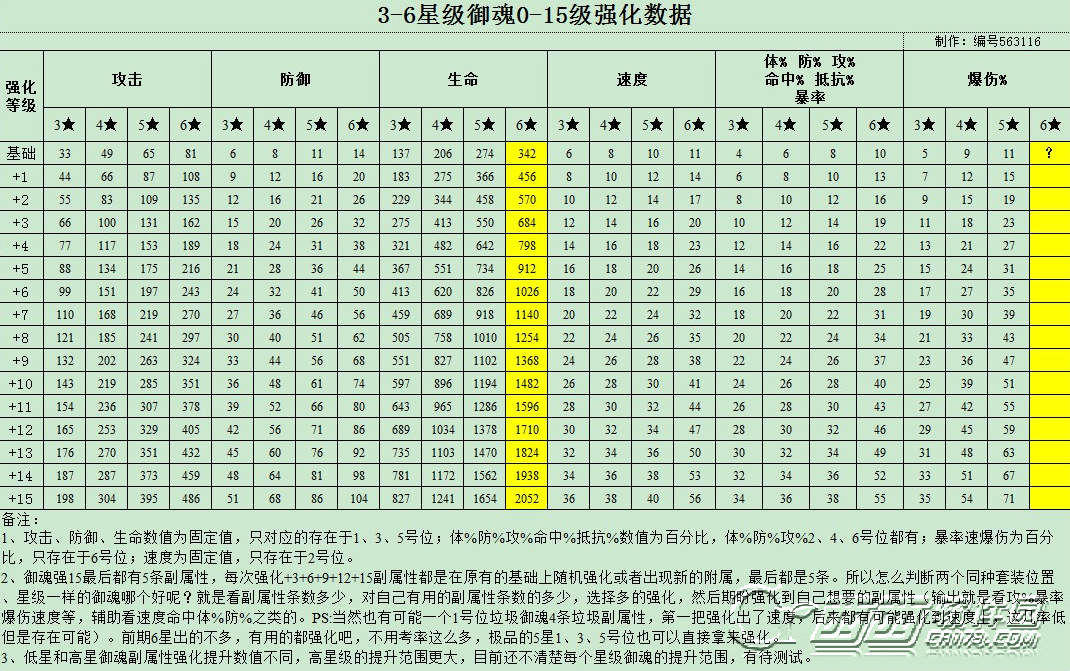 3-6星级御魂0-15级强化数据
制作：编号563116
强化等级 攻击 防御 生命 速度 体% 防% 攻% 命中% 抵抗% 暴率 爆伤%
3★ 4★ 5★ 6★ 3★ 4★ 5★ 6★ 3★ 4★ 5★ 6★ 3★ 4★ 5★ 6★ 3★ 4★ 5★ 6★ 3★ 4★ 5★ 6★
基础 33 49 65 81 6 8 11 14 137 206 274 342 6 8 10 11 4 6 8 10 5 9 11 ?
+1 44 66 87 108 9 12 16 20 183 275 366 456 8 10 12 14 6 8 10 13 7 12 15
+2 55 83 109 135 12 16 21 26 229 344 458 570 10 12 14 17 8 10 12 16 9 15 19
+3 66 100 131 162 15 20 26 32 275 413 550 684 12 14 16 20 10 12 14 19 11 18 23
+4 77 117 153 189 18 24 31 38 321 482 642 798 14 16 18 23 12 14 16 22 13 21 27
+5 88 134 175 216 21 28 36 44 367 551 734 912 16 18 20 26 14 16 18 25 15 24 31
+6 99 151 197 243 24 32 41 50 413 620 826 1026 18 20 22 29 16 18 20 28 17 27 35
+7 110 168 219 270 27 36 46 56 459 689 918 1140 20 22 24 32 18 20 22 31 19 30 39
+8 121 185 241 297 30 40 51 62 505 758 1010 1254 22 24 26 35 20 22 24 34 21 33 43
+9 132 202 263 324 33 44 56 68 551 827 1102 1368 24 26 28 38 22 24 26 37 23 36 47
+10 143 219 285 351 36 48 61 74 597 896 1194 1482 26 28 30 41 24 26 28 40 25 39 51
+11 154 236 307 378 39 52 66 80 643 965 1286 1596 28 30 32 44 26 28 30 43 27 42 55
+12 165 253 329 405 42 56 71 86 689 1034 1378 1710 30 32 34 47 28 30 32 46 29 45 59
+13 176 270 351 432 45 60 76 92 735 1103 1470 1824 32 34 36 50 30 32 34 49 31 48 63
+14 187 287 373 459 48 64 81 98 781 1172 1562 1938 34 36 38 53 32 34 36 52 33 51 67
+15 198 304 395 486 51 68 86 104 827 1241 1654 2052 36 38 40 56 34 36 38 55 35 54 71
备注：
1、攻击、防御、生命数值为固定值，只对应的存在于1、3、5号位；体%防%攻%命中%抵抗%数值为百分比，体%防%攻%2、4、6号位都有；暴率速爆伤为百分
比，只存在于6号位；速度为固定值，只存在于2号位。
2、御魂强15最后都有5条副属性，每次强化+3+6+9+12+15副属性都是在原有的基础上随机强化或者出现新的附属，最后都是5条。所以怎么判断两个同种套装位置
、星级一样的御魂哪个好呢？就是看副属性条数多少，对自己有用的副属性条数的多少，选择多的强化，然后期望强化到自己想要的副属性（输出就是看攻%暴率
爆伤速度等，辅助看速度命中体%防%之类的。PS:当然也有可能一个1号位垃圾御魂4条垃圾副属性，第一把强化出了速度，后来都有可能强化到速度上，这几率低
但是存在可能）。前期6星出的不多，有用的都强化吧，不用考率这么多，极品的5星1、3、5号位也可以直接拿来强化。
3、低星和高星御魂副属性强化提升数值不同，高星级的提升范围更大，目前还不清楚每个星级御魂的提升范围，有待测试。
西西软件园
CR173.COM